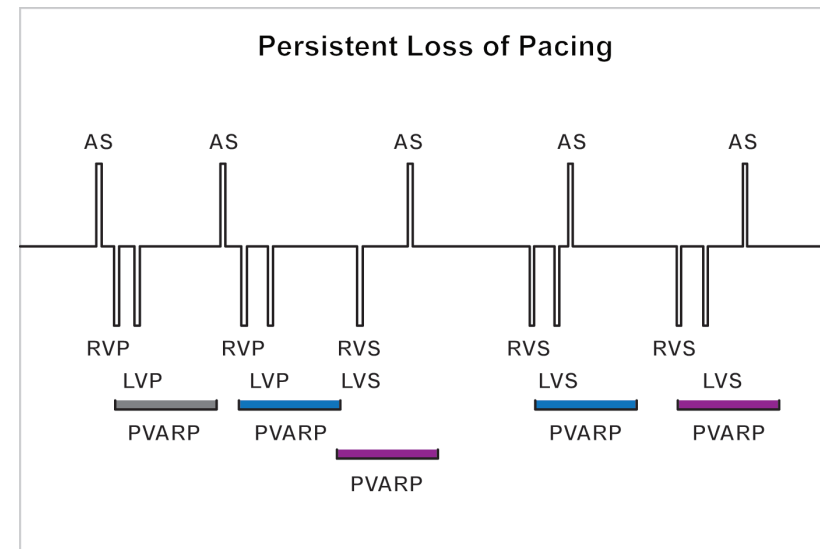 Persistent Loss of Pacing
AS AS AS AS AS
RVP RVP RVS RVS RVS
LVP LVP LVS LVS LVS
PVARP PVARP PVARP PVARP
PVARP